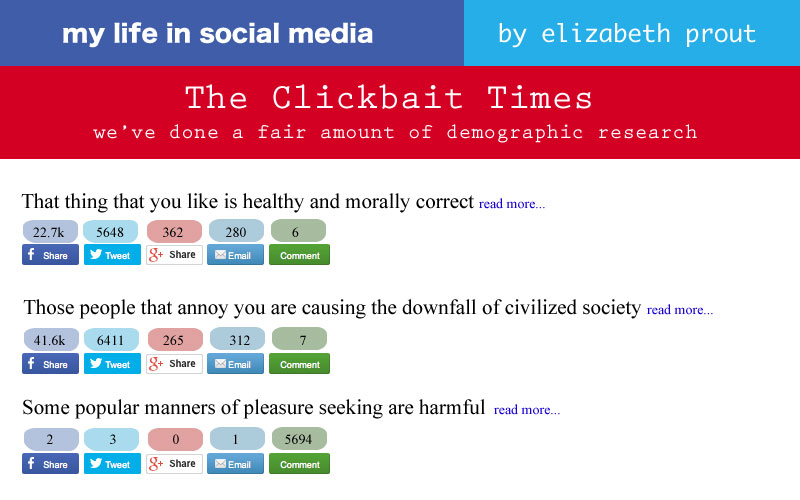 my life in social media by elizabeth prout
The Clickbait Times
we've done a fair amount of demographic research
That thing that you like is healthy and morally correct read more...
22.7k 5648 362 280 6
f Share Tweet g+ Share Email Comment
Those people that annoy you are causing the downfall of civilized society read more...
41.6k 6411 265 312 7
f Share Tweet g+ Share Email Comment
Some popular manners of pleasure seeking are harmful read more...
2 3 0 1 5694
f Share Tweet g+ Share Email Comment